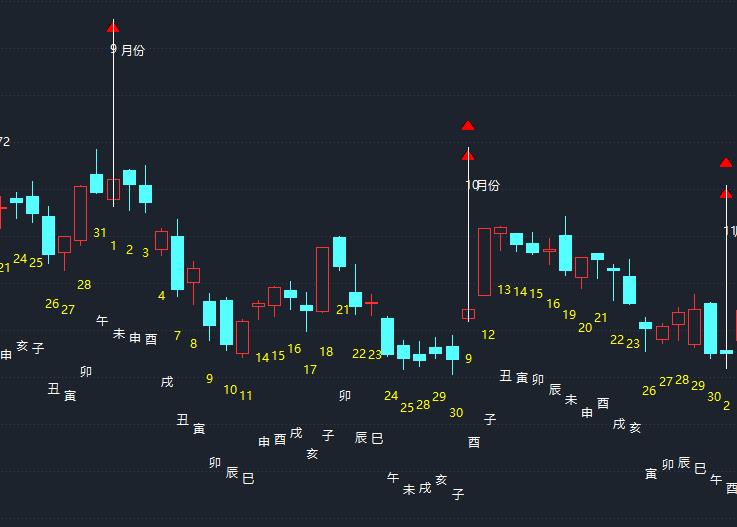 72
9 月份
10月份
11
21 24 25 26 27 28 31 1 2 3 4 7 8 9 10 11 14 15 16 17 18 21 22 23 24 25 28 29 30 9 12 13 14 15 16 19 20 21 22 23 26 27 28 29 30 2
申 亥 子 丑 寅 卯 午 未 申 酉 戌 丑 寅 卯 辰 巳 申 酉 戌 亥 子 卯 辰 巳 午 未 戌 亥 子 酉 子 丑 寅 卯 辰 未 申 酉 戌 亥 寅 卯 辰 巳 午 酉